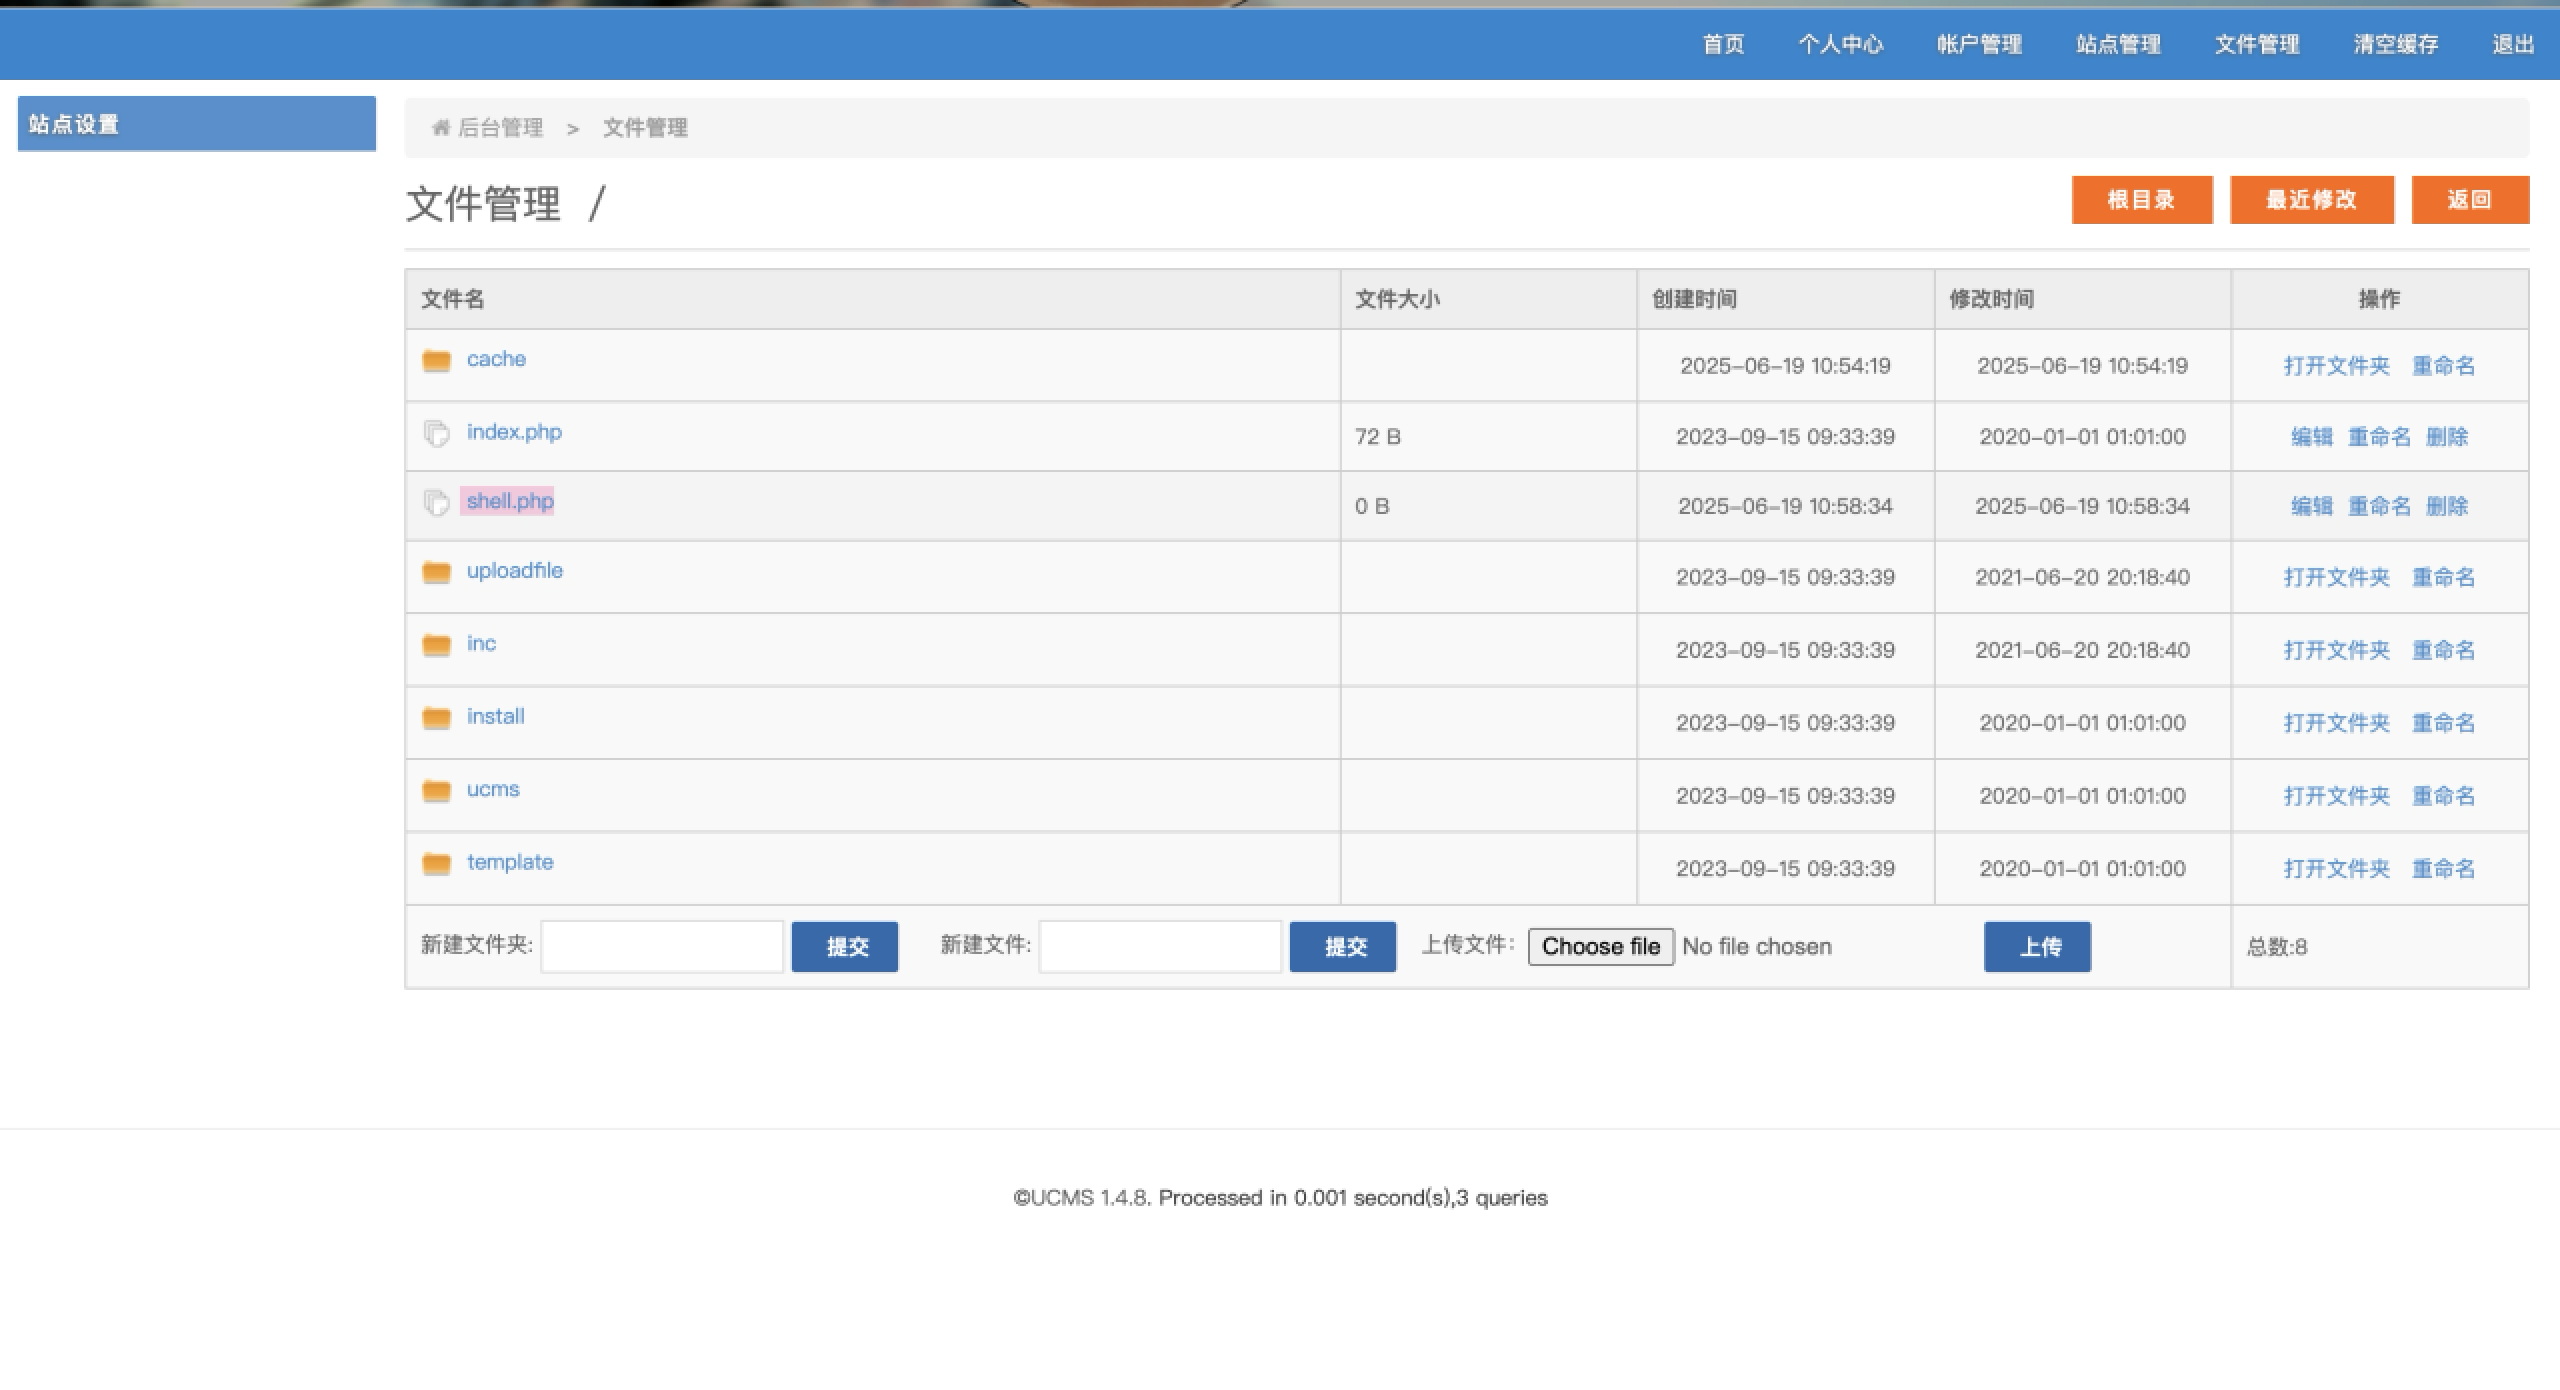 首页 个人中心 帐户管理 站点管理 文件管理 清空缓存 退出
站点设置
后台管理 > 文件管理
文件管理 /
根目录 最近修改 返回
文件名 文件大小 创建时间 修改时间 操作
cache 2025-06-19 10:54:19 2025-06-19 10:54:19 打开文件夹 重命名
index.php 72 B 2023-09-15 09:33:39 2020-01-01 01:01:00 编辑 重命名 删除
shell.php 0 B 2025-06-19 10:58:34 2025-06-19 10:58:34 编辑 重命名 删除
uploadfile 2023-09-15 09:33:39 2021-06-20 20:18:40 打开文件夹 重命名
inc 2023-09-15 09:33:39 2021-06-20 20:18:40 打开文件夹 重命名
install 2023-09-15 09:33:39 2020-01-01 01:01:00 打开文件夹 重命名
ucms 2023-09-15 09:33:39 2020-01-01 01:01:00 打开文件夹 重命名
template 2023-09-15 09:33:39 2020-01-01 01:01:00 打开文件夹 重命名
新建文件夹: 提交 新建文件: 提交 上传文件: Choose file No file chosen 上传 总数:8
©UCMS 1.4.8. Processed in 0.001 second(s),3 queries